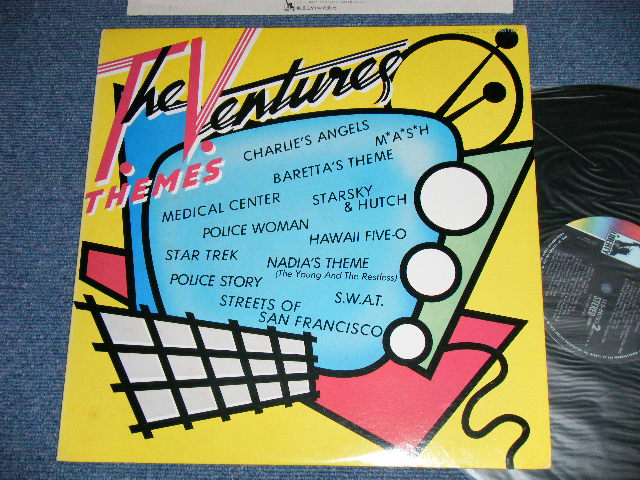 The Ventures
T.V.
THEMES
CHARLIE'S ANGELS
M*A*S*H
BARETTA'S THEME
MEDICAL CENTER
STARSKY
& HUTCH
POLICE WOMAN
HAWAII FIVE-O
STAR TREK
NADIA'S THEME
(The Young And The Restless)
POLICE STORY
S.W.A.T.
STREETS OF
SAN FRANCISCO
STEREO